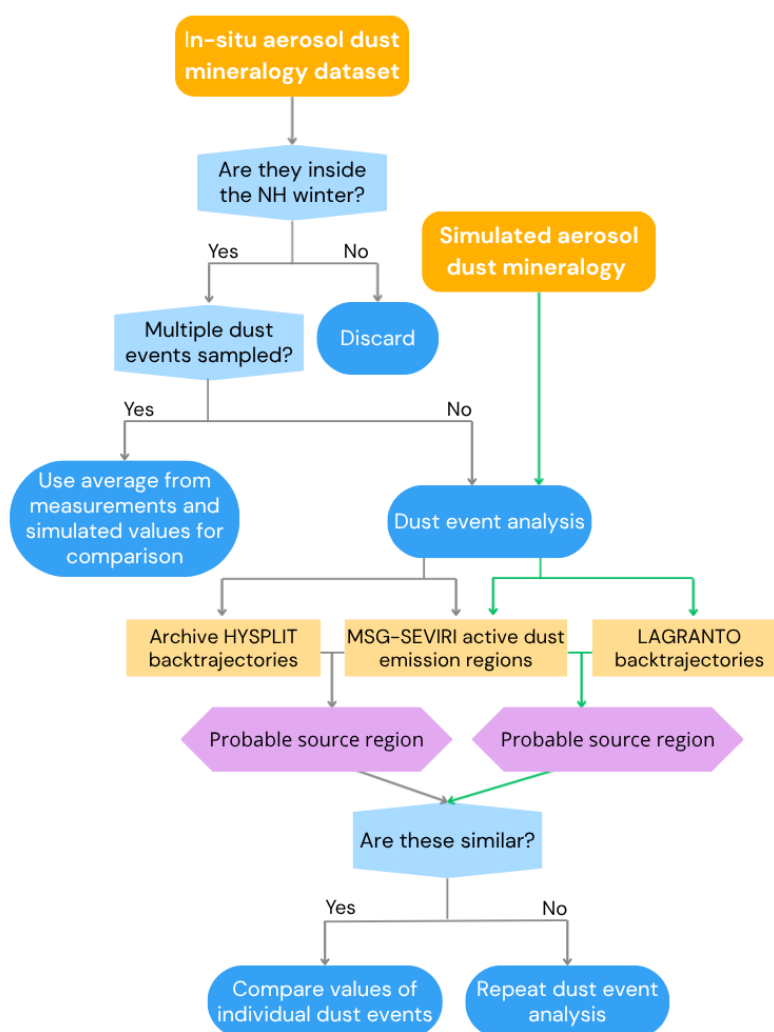 In-situ aerosol dust
mineralogy dataset
Are they inside
the NH winter?
Simulated aerosol
dust mineralogy
Yes
No
Multiple dust
events sampled?
Discard
Yes
No
Use average from
measurements and
simulated values for
comparison
Dust event analysis
Archive HYSPLIT
backtrajectories
MSG-SEVIRI active dust
emission regions
LAGRANTO
backtrajectories
Probable source region
Probable source region
Are these similar?
Yes
No
Compare values of
individual dust events
Repeat dust event
analysis